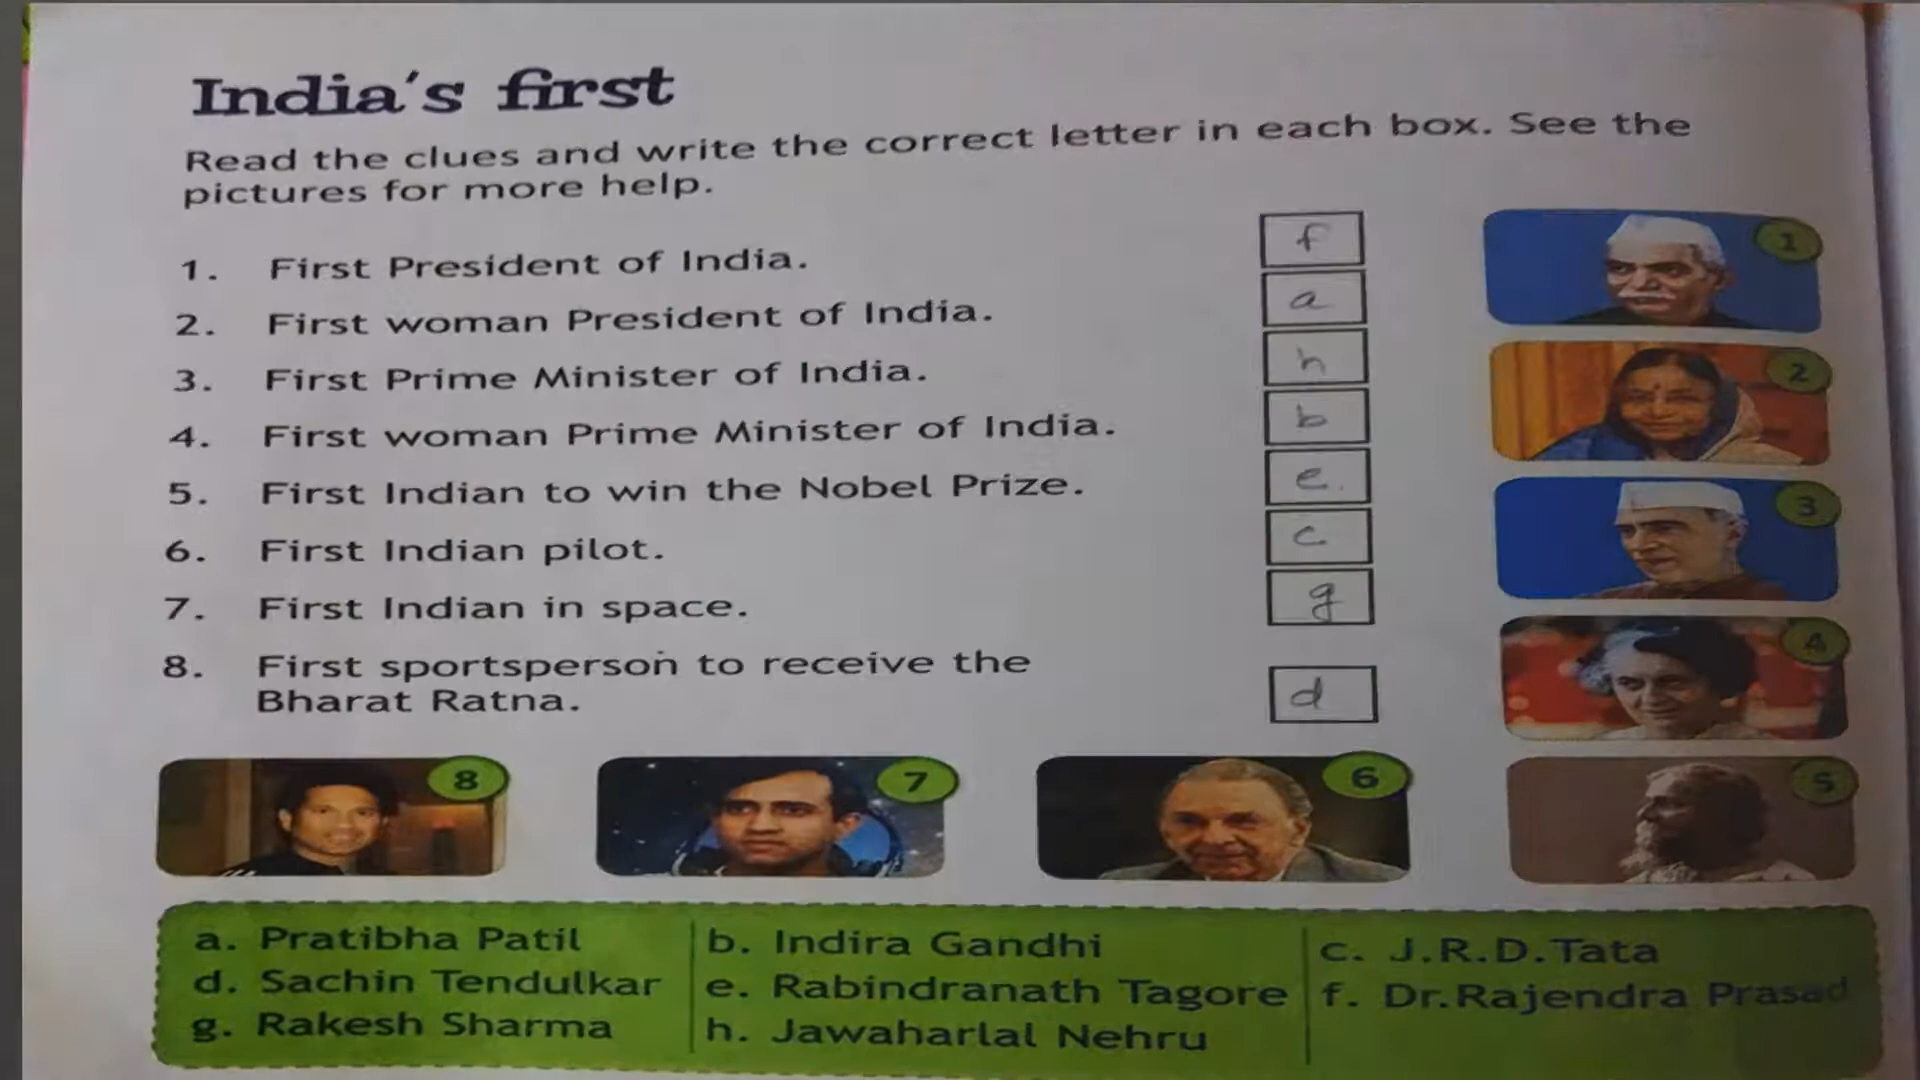 India's first
Read the clues and write the correct letter in each box. See the
pictures for more help.
1. First President of India. f
2. First woman President of India. a
3. First Prime Minister of India. h
4. First woman Prime Minister of India. b
5. First Indian to win the Nobel Prize. e.
6. First Indian pilot. c
7. First Indian in space. g
8. First sportsperson to receive the
Bharat Ratna. d
1
2
3
4
8 7 6 5
a. Pratibha Patil b. Indira Gandhi c. J.R.D. Tata
d. Sachin Tendulkar e. Rabindranath Tagore f. Dr. Rajendra Prasad
g. Rakesh Sharma h. Jawaharlal Nehru